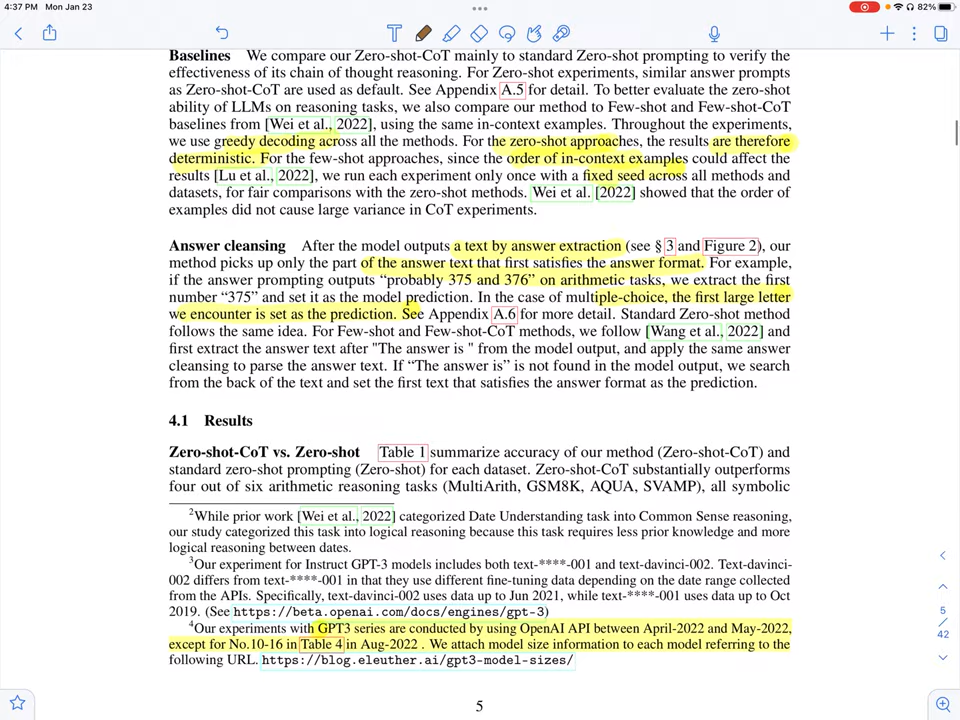 4:37 PM Mon Jan 23
82%
Baselines We compare our Zero-shot-CoT mainly to standard Zero-shot prompting to verify the
effectiveness of its chain of thought reasoning. For Zero-shot experiments, similar answer prompts
as Zero-shot-CoT are used as default. See Appendix A.5 for detail. To better evaluate the zero-shot
ability of LLMs on reasoning tasks, we also compare our method to Few-shot and Few-shot-CoT
baselines from [Wei et al., 2022], using the same in-context examples. Throughout the experiments,
we use greedy decoding across all the methods. For the zero-shot approaches, the results are therefore
deterministic. For the few-shot approaches, since the order of in-context examples could affect the
results [Lu et al., 2022], we run each experiment only once with a fixed seed across all methods and
datasets, for fair comparisons with the zero-shot methods. Wei et al. [2022] showed that the order of
examples did not cause large variance in CoT experiments.
Answer cleansing After the model outputs a text by answer extraction (see § 3 and Figure 2), our
method picks up only the part of the answer text that first satisfies the answer format. For example,
if the answer prompting outputs “probably 375 and 376” on arithmetic tasks, we extract the first
number “375” and set it as the model prediction. In the case of multiple-choice, the first large letter
we encounter is set as the prediction. See Appendix A.6 for more detail. Standard Zero-shot method
follows the same idea. For Few-shot and Few-shot-CoT methods, we follow [Wang et al., 2022] and
first extract the answer text after "The answer is " from the model output, and apply the same answer
cleansing to parse the answer text. If “The answer is” is not found in the model output, we search
from the back of the text and set the first text that satisfies the answer format as the prediction.
4.1 Results
Zero-shot-CoT vs. Zero-shot Table 1 summarize accuracy of our method (Zero-shot-CoT) and
standard zero-shot prompting (Zero-shot) for each dataset. Zero-shot-CoT substantially outperforms
four out of six arithmetic reasoning tasks (MultiArith, GSM8K, AQUA, SVAMP), all symbolic
2While prior work [Wei et al., 2022] categorized Date Understanding task into Common Sense reasoning,
our study categorized this task into logical reasoning because this task requires less prior knowledge and more
logical reasoning between dates.
3Our experiment for Instruct GPT-3 models includes both text-****-001 and text-davinci-002. Text-davinci-
002 differs from text-****-001 in that they use different fine-tuning data depending on the date range collected
from the APIs. Specifically, text-davinci-002 uses data up to Jun 2021, while text-****-001 uses data up to Oct
2019. (See https://beta.openai.com/docs/engines/gpt-3)
4Our experiments with GPT3 series are conducted by using OpenAI API between April-2022 and May-2022,
except for No.10-16 in Table 4 in Aug-2022 . We attach model size information to each model referring to the
following URL. https://blog.eleuther.ai/gpt3-model-sizes/
5
/
42
5